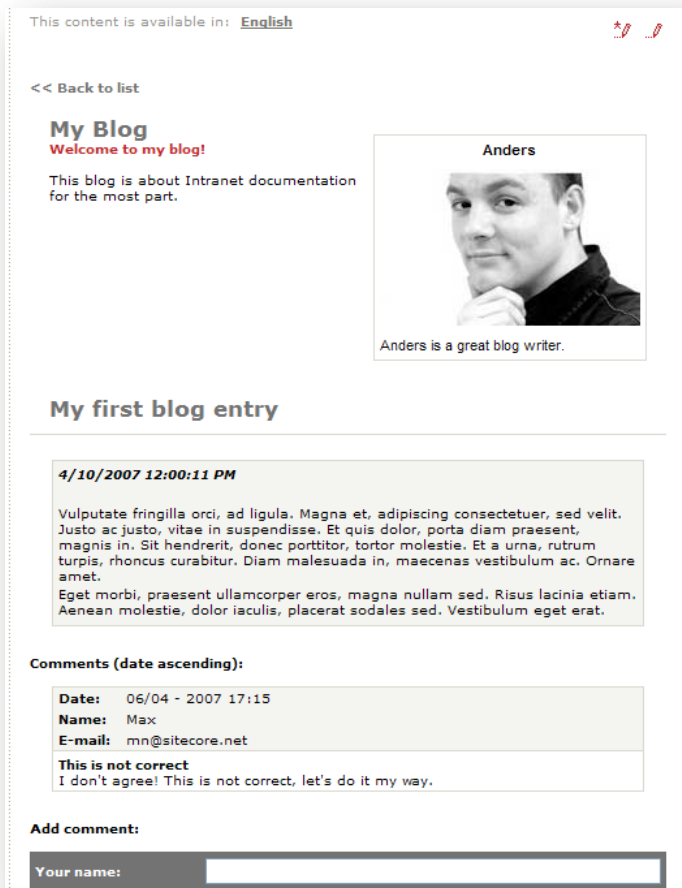 This content is available in: English
<< Back to list
My Blog
Welcome to my blog!
This blog is about Intranet documentation
for the most part.
Anders
Anders is a great blog writer.
My first blog entry
4/10/2007 12:00:11 PM
Vulputate fringilla orci, ad ligula. Magna et, adipiscing consectetuer, sed velit.
Justo ac justo, vitae in suspendisse. Et quis dolor, porta diam praesent,
magnis in. Sit hendrerit, donec porttitor, tortor molestie. Et a urna, rutrum
turpis, rhoncus curabitur. Diam malesuada in, maecenas vestibulum ac. Ornare
amet.
Eget morbi, praesent ullamcorper eros, magna nullam sed. Risus lacinia etiam.
Aenean molestie, dolor iaculis, placerat sodales sed. Vestibulum eget erat.
Comments (date ascending):
Date: 06/04 - 2007 17:15
Name: Max
E-mail: mn@sitecore.net
This is not correct
I don't agree! This is not correct, let's do it my way.
Add comment:
Your name: